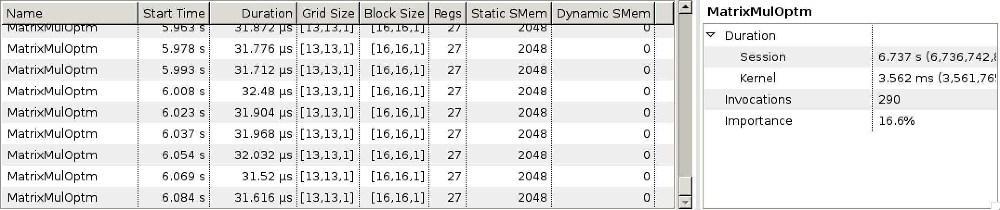 Name Start Time Duration Grid Size Block Size Regs Static SMem Dynamic SMem
MatrixMulOptm 5.963 s 31.872 µs [13,13,1] [16,16,1] 27 2048 0
MatrixMulOptm 5.978 s 31.776 µs [13,13,1] [16,16,1] 27 2048 0
MatrixMulOptm 5.993 s 31.712 µs [13,13,1] [16,16,1] 27 2048 0
MatrixMulOptm 6.008 s 32.48 µs [13,13,1] [16,16,1] 27 2048 0
MatrixMulOptm 6.023 s 31.904 µs [13,13,1] [16,16,1] 27 2048 0
MatrixMulOptm 6.037 s 31.968 µs [13,13,1] [16,16,1] 27 2048 0
MatrixMulOptm 6.054 s 32.032 µs [13,13,1] [16,16,1] 27 2048 0
MatrixMulOptm 6.069 s 31.52 µs [13,13,1] [16,16,1] 27 2048 0
MatrixMulOptm 6.084 s 31.616 µs [13,13,1] [16,16,1] 27 2048 0
MatrixMulOptm
Duration
Session 6.737 s (6,736,742,
Kernel 3.562 ms (3,561,76
Invocations 290
Importance 16.6%